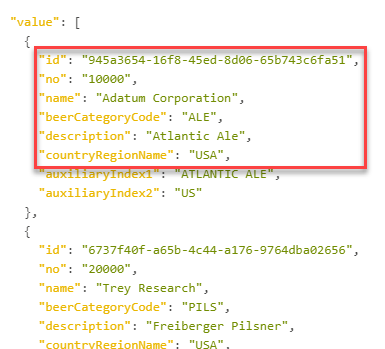 "value": [
{
"id": "945a3654-16f8-45ed-8d06-65b743c6fa51",
"no": "10000",
"name": "Adatum Corporation",
"beerCategoryCode": "ALE",
"description": "Atlantic Ale",
"countryRegionName": "USA",
"auxiliaryIndex1": "ATLANTIC ALE",
"auxiliaryIndex2": "US"
},
{
"id": "6737f40f-a65b-4c44-a176-9764dba02656",
"no": "20000",
"name": "Trey Research",
"beerCategoryCode": "PILS",
"description": "Freiberger Pilsner",
"countryRegionName": "USA",